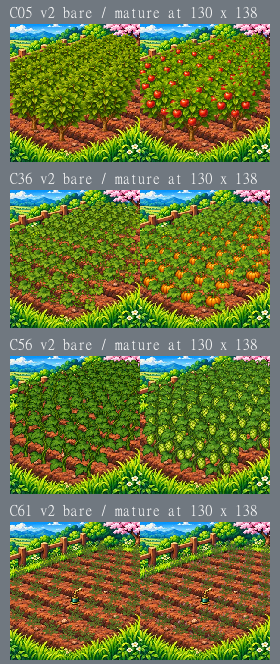 C05 v2 bare / mature at 130 x 138
C36 v2 bare / mature at 130 x 138
C56 v2 bare / mature at 130 x 138
C61 v2 bare / mature at 130 x 138